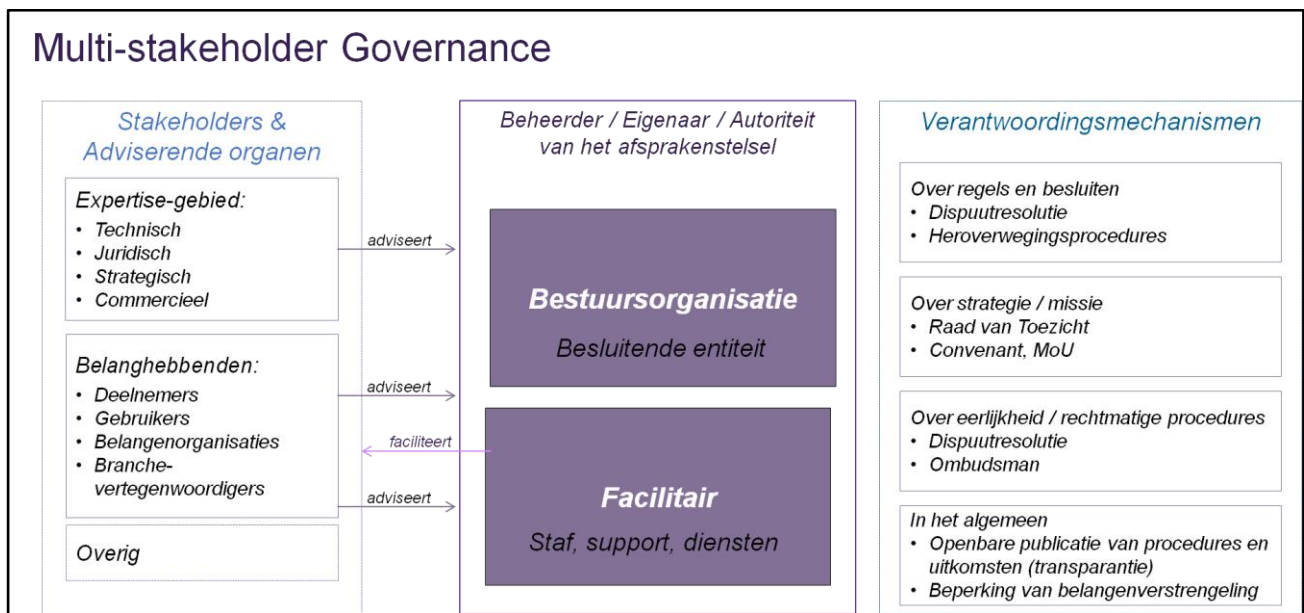 Multi-stakeholder Governance
Stakeholders &
Adviserende organen
Expertise-gebied:
• Technisch
• Juridisch
• Strategisch
• Commercieel
Belanghebbenden:
• Deelnemers
• Gebruikers
• Belangenorganisaties
• Branche-
vertegenwoordigers
Overig
adviseert
adviseert
faciliteert
adviseert
Beheerder / Eigenaar / Autoriteit
van het afsprakenstelsel
Bestuursorganisatie
Besluitende entiteit
Facilitair
Staf, support, diensten
Verantwoordingsmechanismen
Over regels en besluiten
• Dispuutresolutie
• Heroverwegingsprocedures
Over strategie / missie
• Raad van Toezicht
• Convenant, MoU
Over eerlijkheid / rechtmatige procedures
• Dispuutresolutie
• Ombudsman
In het algemeen
• Openbare publicatie van procedures en
uitkomsten (transparantie)
• Beperking van belangenverstrengeling